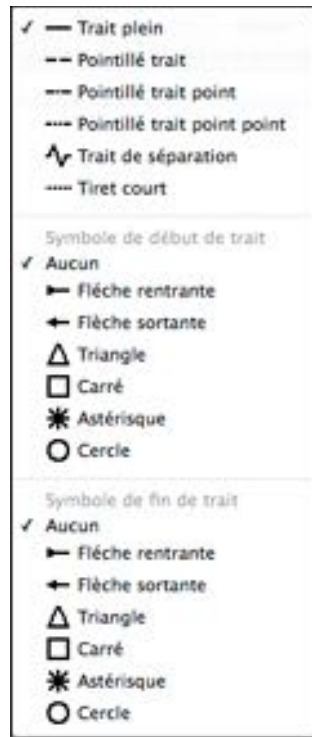 Trait plein
Pointillé trait
Pointillé trait point
Pointillé trait point point
Trait de séparation
Tiret court
Symbole de début de trait
Aucun
Fléche rentrante
Flèche sortante
Triangle
Carré
Astérisque
Cercle
Symbole de fin de trait
Aucun
Fléche rentrante
Flèche sortante
Triangle
Carré
Astérisque
Cercle